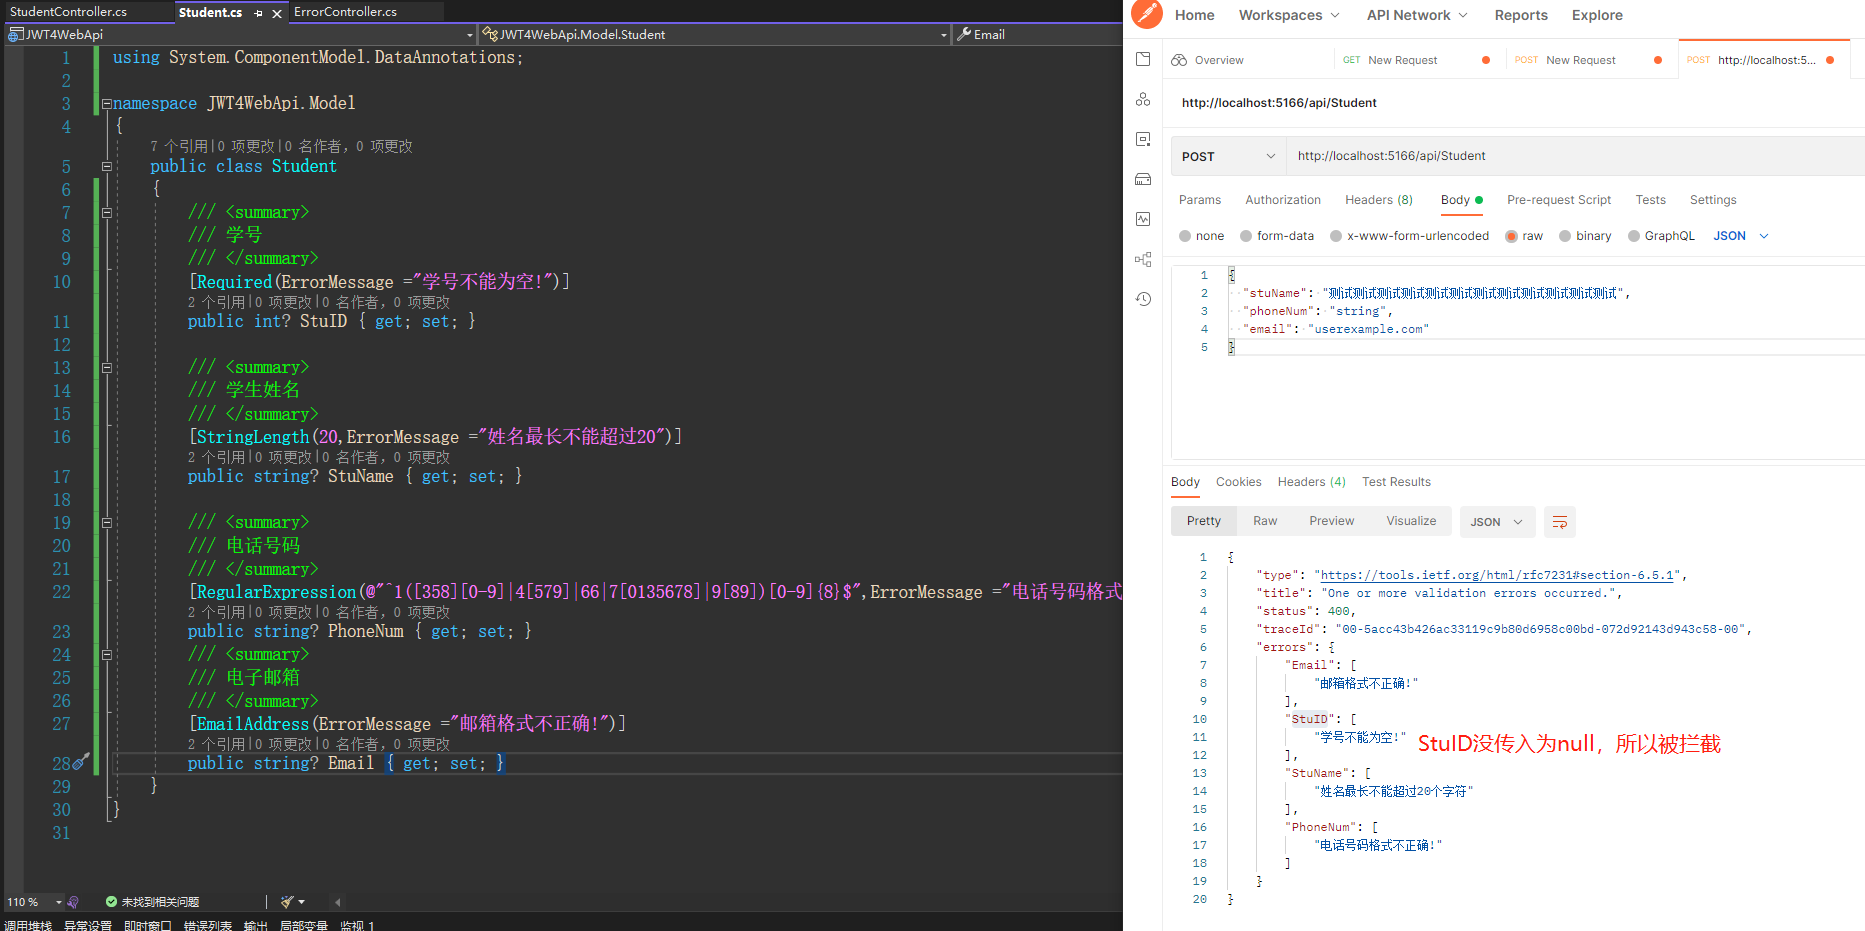 StudentController.cs
Student.cs
ErrorController.cs
JWT4WebApi
JWT4WebApi.Model.Student
Email
1 using System.ComponentModel.DataAnnotations;
2
3 namespace JWT4WebApi.Model
4 {
7 个引用|0 项更改|0 名作者, 0 项更改
5 public class Student
6 {
7 /// <summary>
8 /// 学号
9 /// </summary>
10 [Required(ErrorMessage ="学号不能为空!")]
2 个引用|0 项更改|0 名作者, 0 项更改
11 public int? StuID { get; set; }
12
13 /// <summary>
14 /// 学生姓名
15 /// </summary>
16 [StringLength(20,ErrorMessage ="姓名最长不能超过20")]
2 个引用|0 项更改|0 名作者, 0 项更改
17 public string? StuName { get; set; }
18
19 /// <summary>
20 /// 电话号码
21 /// </summary>
22 [RegularExpression(@"^1([358][0-9]|4[579]|66|7[0135678]|9[89])[0-9]{8}$",ErrorMessage ="电话号码格式
2 个引用|0 项更改|0 名作者, 0 项更改
23 public string? PhoneNum { get; set; }
24 /// <summary>
25 /// 电子邮箱
26 /// </summary>
27 [EmailAddress(ErrorMessage ="邮箱格式不正确!")]
2 个引用|0 项更改|0 名作者, 0 项更改
28 public string? Email { get; set; }
29 }
30 }
31
110 %
未找到相关问题
调用堆栈 异常设置 即时窗口 错误列表 输出 局部变量 监视 1
Home Workspaces API Network Reports Explore
Overview
GET New Request
POST New Request
POST http://localhost:5...
http://localhost:5166/api/Student
POST http://localhost:5166/api/Student
Params Authorization Headers (8) Body Pre-request Script Tests Settings
none form-data x-www-form-urlencoded raw binary GraphQL JSON
1 {
2 "stuName": "测试测试测试测试测试测试测试测试测试测试测试测试",
3 "phoneNum": "string",
4 "email": "userexample.com"
5 }
Body Cookies Headers (4) Test Results
Pretty Raw Preview Visualize JSON
1 {
2 "type": "https://tools.ietf.org/html/rfc7231#section-6.5.1",
3 "title": "One or more validation errors occurred.",
4 "status": 400,
5 "traceId": "00-5acc43b426ac33119c9b80d6958c00bd-072d92143d943c58-00",
6 "errors": {
7 "Email": [
8 "邮箱格式不正确!"
9 ],
10 "StuID": [
11 "学号不能为空!" StuID没传入为null，所以被拦截
12 ],
13 "StuName": [
14 "姓名最长不能超过20个字符"
15 ],
16 "PhoneNum": [
17 "电话号码格式不正确!"
18 ]
19 }
20 }